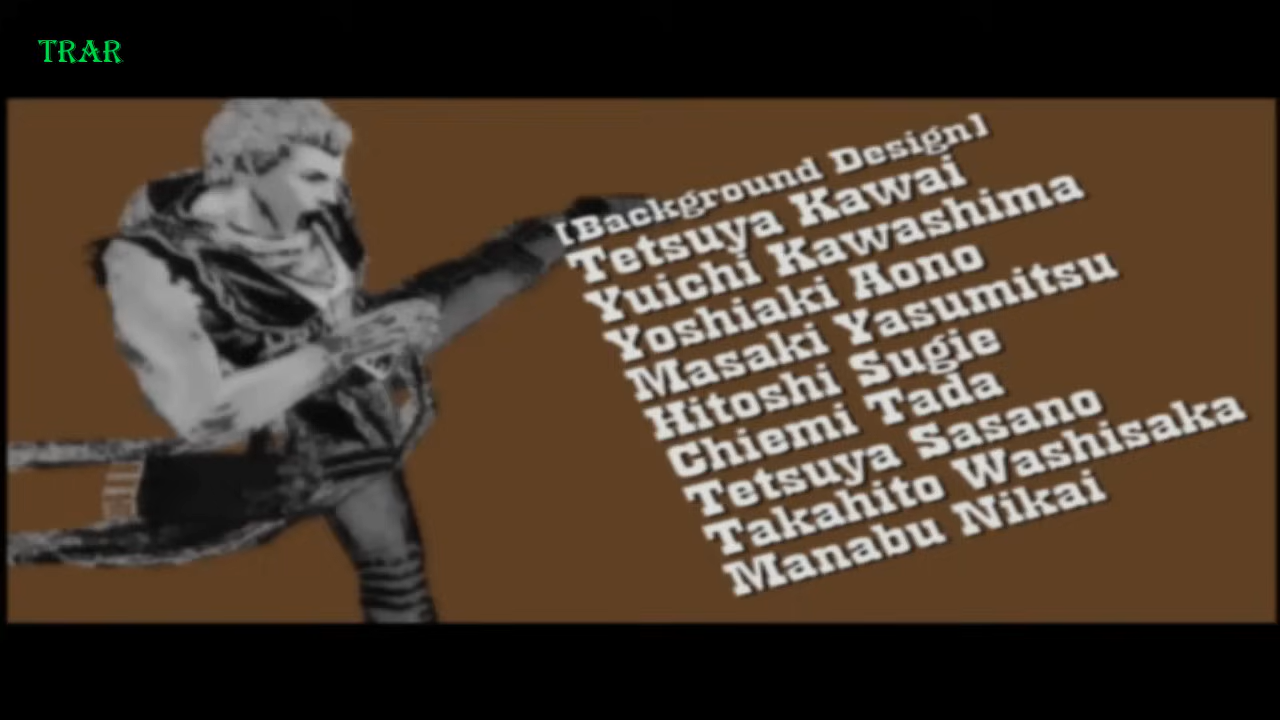 TRAR
[Background Design]
Tetsuya Kawai
Yuichi Kawashima
Yoshiaki Aono
Masaki Yasumitsu
Hitoshi Sugie
Chiemi Tada
Tetsuya Sasano
Takahito Washisaka
Manabu Nikai